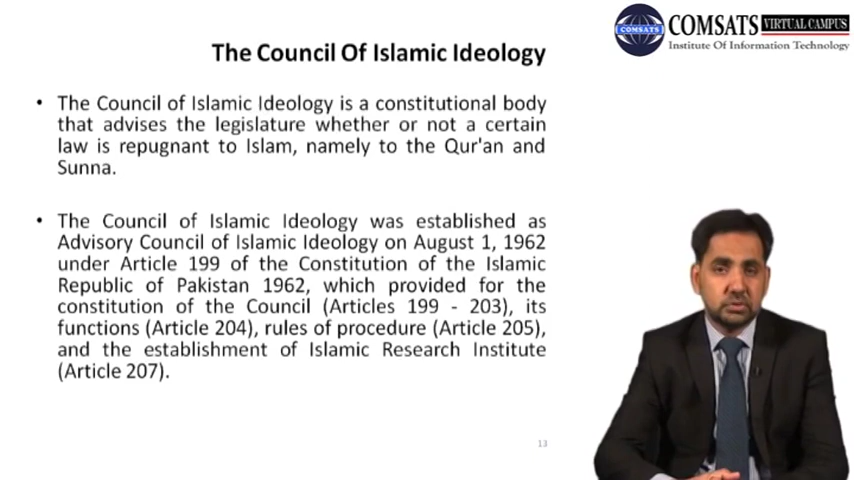 COMSATS VIRTUAL CAMPUS
COMSATS
Institute Of Information Technology
The Council Of Islamic Ideology
• The Council of Islamic Ideology is a constitutional body
that advises the legislature whether or not a certain
law is repugnant to Islam, namely to the Qur'an and
Sunna.
• The Council of Islamic Ideology was established as
Advisory Council of Islamic Ideology on August 1, 1962
under Article 199 of the Constitution of the Islamic
Republic of Pakistan 1962, which provided for the
constitution of the Council (Articles 199 - 203), its
functions (Article 204), rules of procedure (Article 205),
and the establishment of Islamic Research Institute
(Article 207).
13